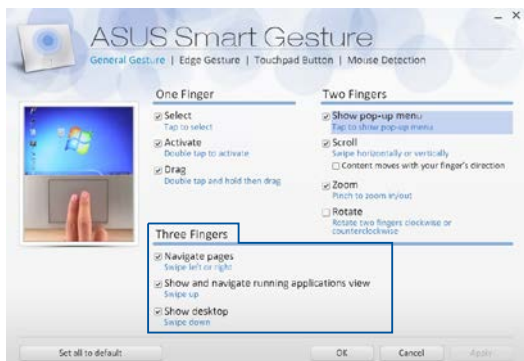 ASUS Smart Gesture
General Gesture | Edge Gesture | Touchpad Button | Mouse Detection
One Finger
Select
Tap to select
Activate
Double tap to activate
Drag
Double tap and hold then drag
Two Fingers
Show pop-up menu
Tap to show pop-up menu
Scroll
Swipe horizontally or vertically
Content moves with your finger's direction
Zoom
Pinch to zoom in/out
Rotate
Rotate two fingers clockwise or
counterclockwise
Three Fingers
Navigate pages
Swipe left or right
Show and navigate running applications view
Swipe up
Show desktop
Swipe down
Set all to default
OK
Cancel
Apply